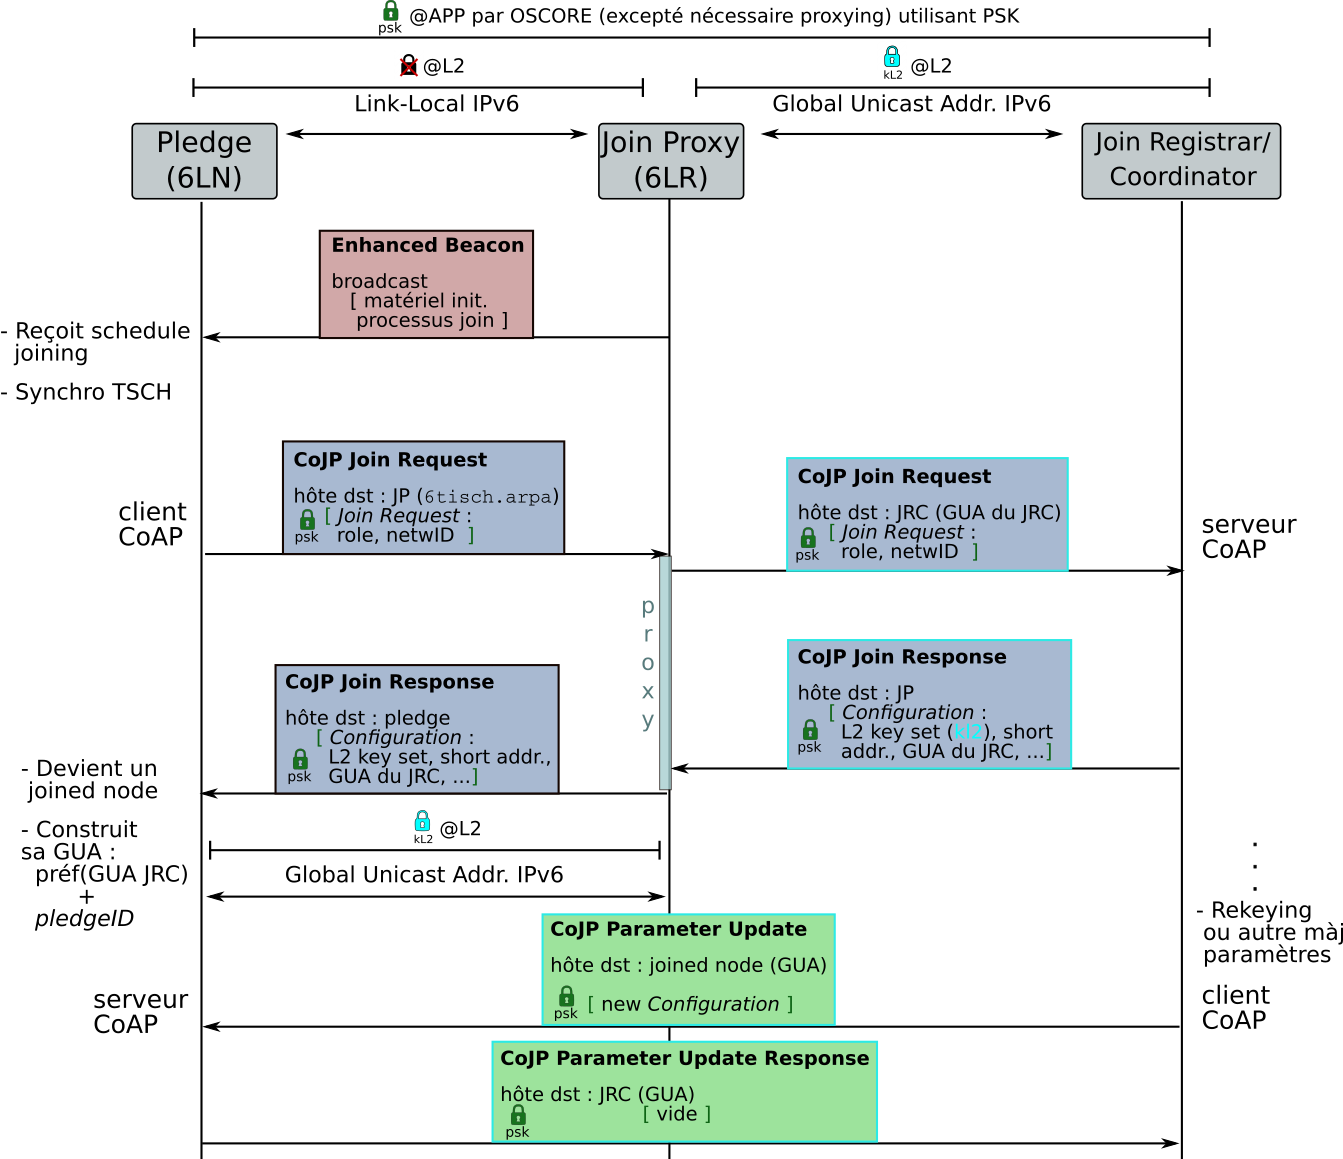 psk @APP par OSCORE (excepté nécessaire proxying) utilisant PSK
@L2
kL2 @L2
Link-Local IPv6
Global Unicast Addr. IPv6
Pledge
(6LN)
Join Proxy
(6LR)
Join Registrar/
Coordinator
Enhanced Beacon
broadcast
[ matériel init.
processus join ]
- Reçoit schedule
joining
- Synchro TSCH
CoJP Join Request
hôte dst : JP (6tisch.arpa)
[ Join Request :
psk role, netwID ]
client
CoAP
CoJP Join Request
hôte dst : JRC (GUA du JRC)
[ Join Request :
psk role, netwID ]
serveur
CoAP
proxy
CoJP Join Response
hôte dst : JP
[ Configuration :
L2 key set (kl2), short
psk addr., GUA du JRC, ...]
CoJP Join Response
hôte dst : pledge
[ Configuration :
L2 key set, short addr.,
psk GUA du JRC, ...]
- Devient un
joined node
- Construit
sa GUA :
préf(GUA JRC)
+
pledgeID
kL2 @L2
Global Unicast Addr. IPv6
.
.
.
- Rekeying
ou autre màj
paramètres
CoJP Parameter Update
hôte dst : joined node (GUA)
psk [ new Configuration ]
serveur
CoAP
client
CoAP
CoJP Parameter Update Response
hôte dst : JRC (GUA)
psk [ vide ]